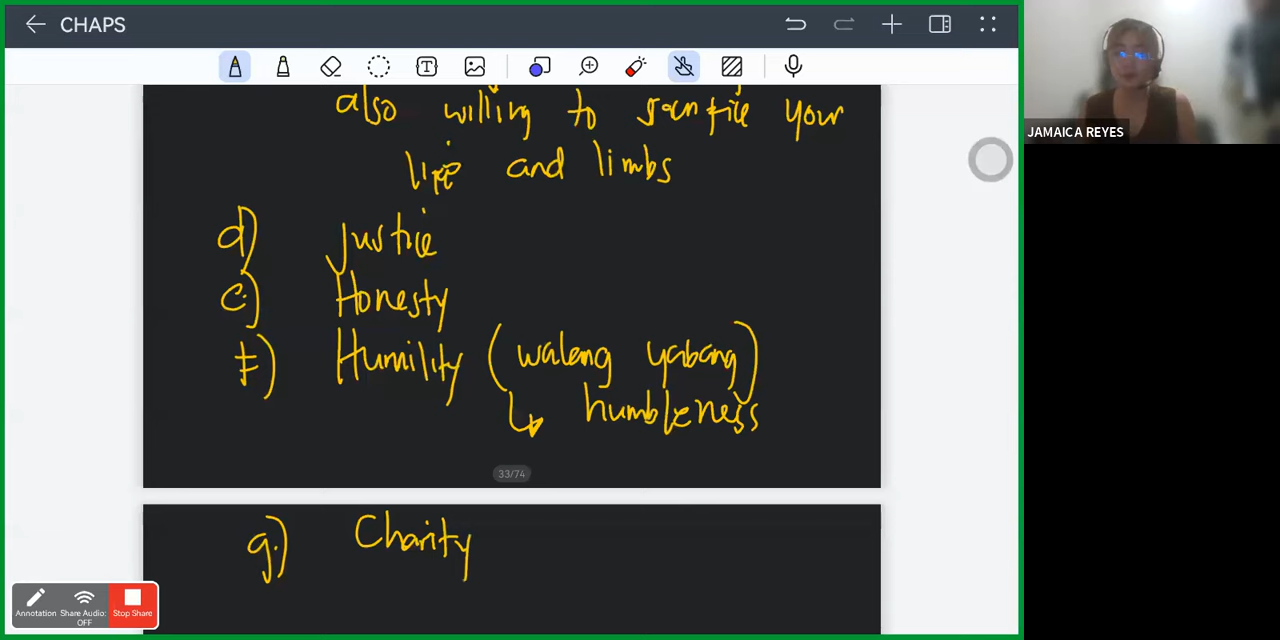 CHAPS
JAMAICA REYES
also willing to sacrifice your
life and limbs
d) Justice
e.) Honesty
F) Humility (walang yabang)
↳ humbleness
33/74
g.) Charity
Annotation
Share Audio: OFF
Stop Share